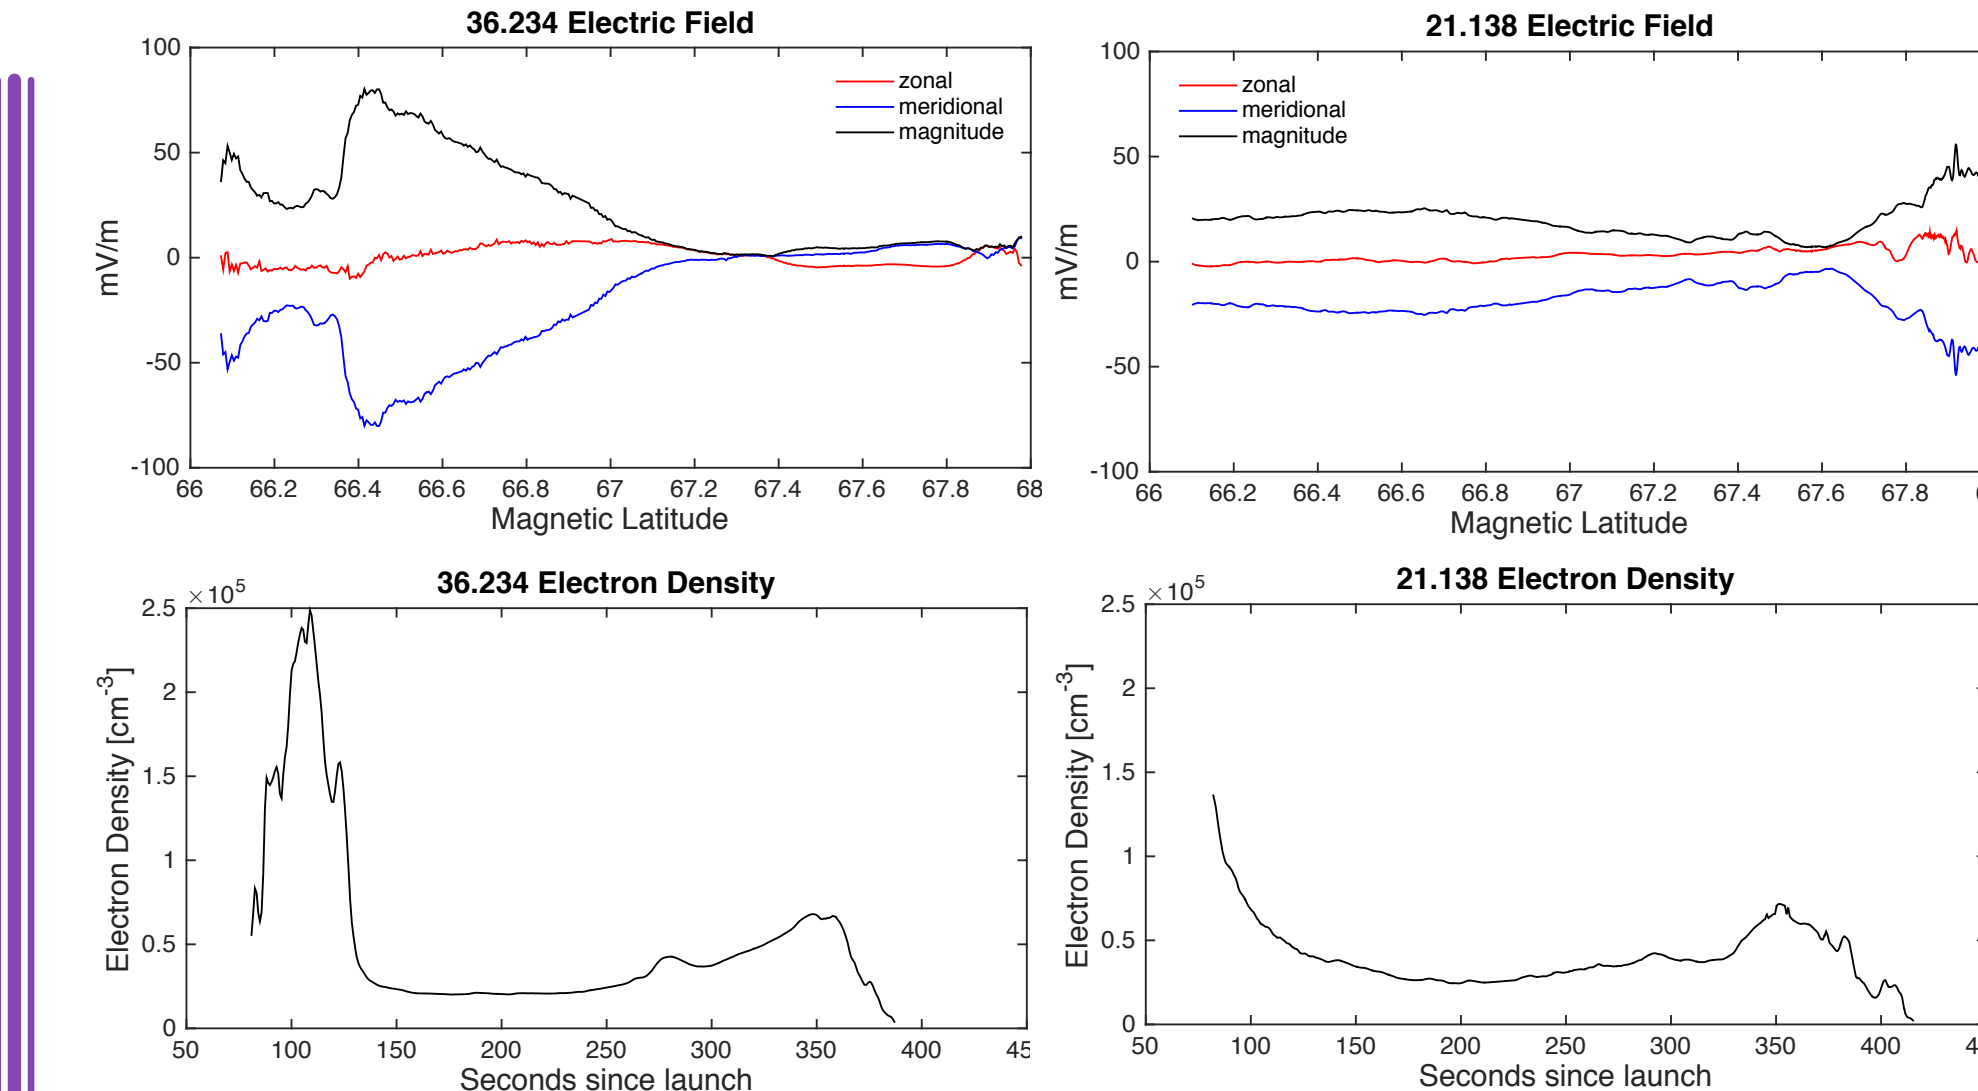 36.234 Electric Field
100
50
0
-50
-100
mV/m
zonal
meridional
magnitude
66 66.2 66.4 66.6 66.8 67 67.2 67.4 67.6 67.8 68
Magnetic Latitude
21.138 Electric Field
100
50
0
-50
-100
mV/m
zonal
meridional
magnitude
66 66.2 66.4 66.6 66.8 67 67.2 67.4 67.6 67.8
Magnetic Latitude
36.234 Electron Density
×10⁵
2.5
2
1.5
1
0.5
0
Electron Density [cm⁻³]
50 100 150 200 250 300 350 400 45
Seconds since launch
21.138 Electron Density
×10⁵
2.5
2
1.5
1
0.5
0
Electron Density [cm⁻³]
50 100 150 200 250 300 350 400 4
Seconds since launch